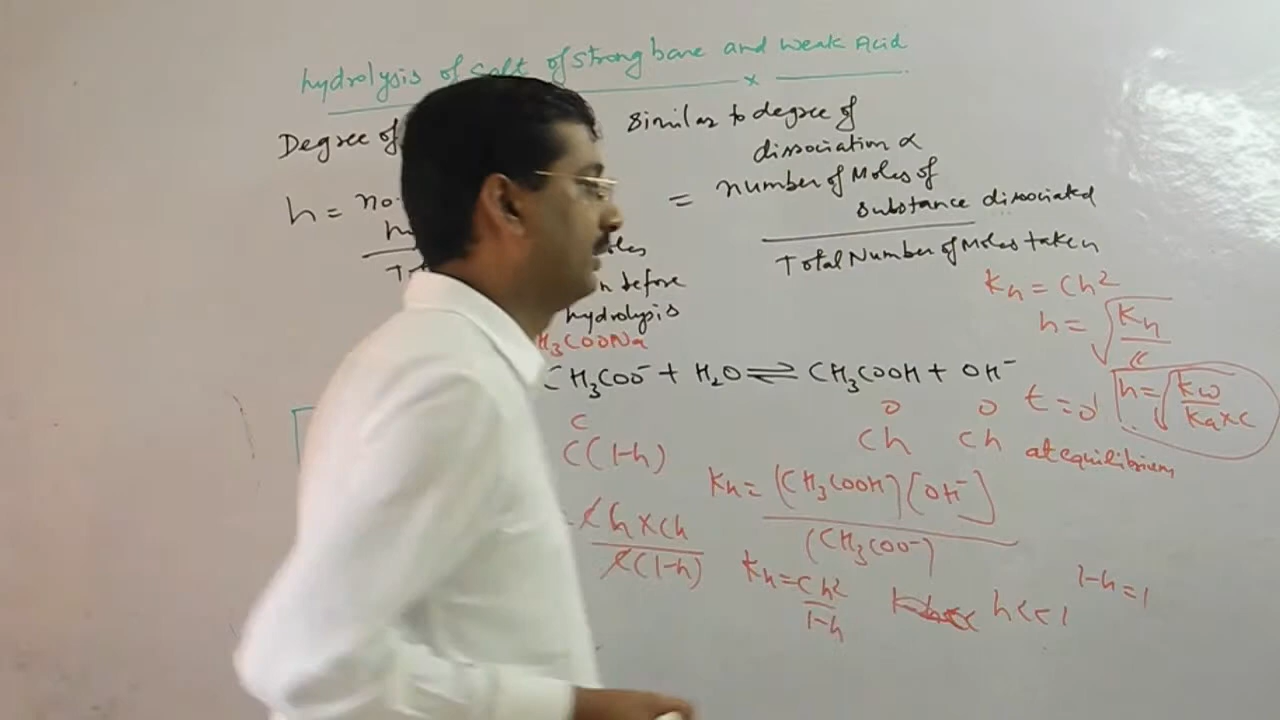 hydrolysis of salt of strong base and weak Acid
Degree of
similar to degree of
dissociation α
h = no.
= number of Moles of
substance dissociated
Total Number of Moles taken
before
hydrolysis
Kh = Ch²
h = √Kh/C
H₃COONa
CH₃COO⁻ + H₂O ⇌ CH₃COOH + OH⁻
C 0 0 t = 0
h = √Kw/Ka×C
C(1-h) Ch Ch at equilibrium
Kh = (CH₃COOH)[OH⁻]/(CH₃COO⁻)
Ch×Ch/C(1-h)
Kh = Ch²/1-h
h<<1
1-h=1